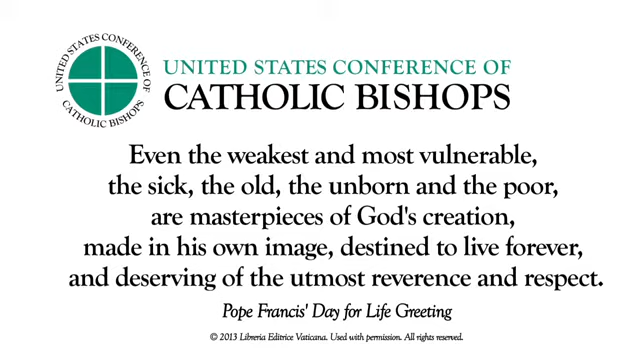 UNITED STATES CONFERENCE OF
CATHOLIC BISHOPS
UNITED STATES CONFERENCE OF
CATHOLIC BISHOPS
Even the weakest and most vulnerable,
the sick, the old, the unborn and the poor,
are masterpieces of God's creation,
made in his own image, destined to live forever,
and deserving of the utmost reverence and respect.
Pope Francis' Day for Life Greeting
© 2013 Libreria Editrice Vaticana. Used with permission. All rights reserved.